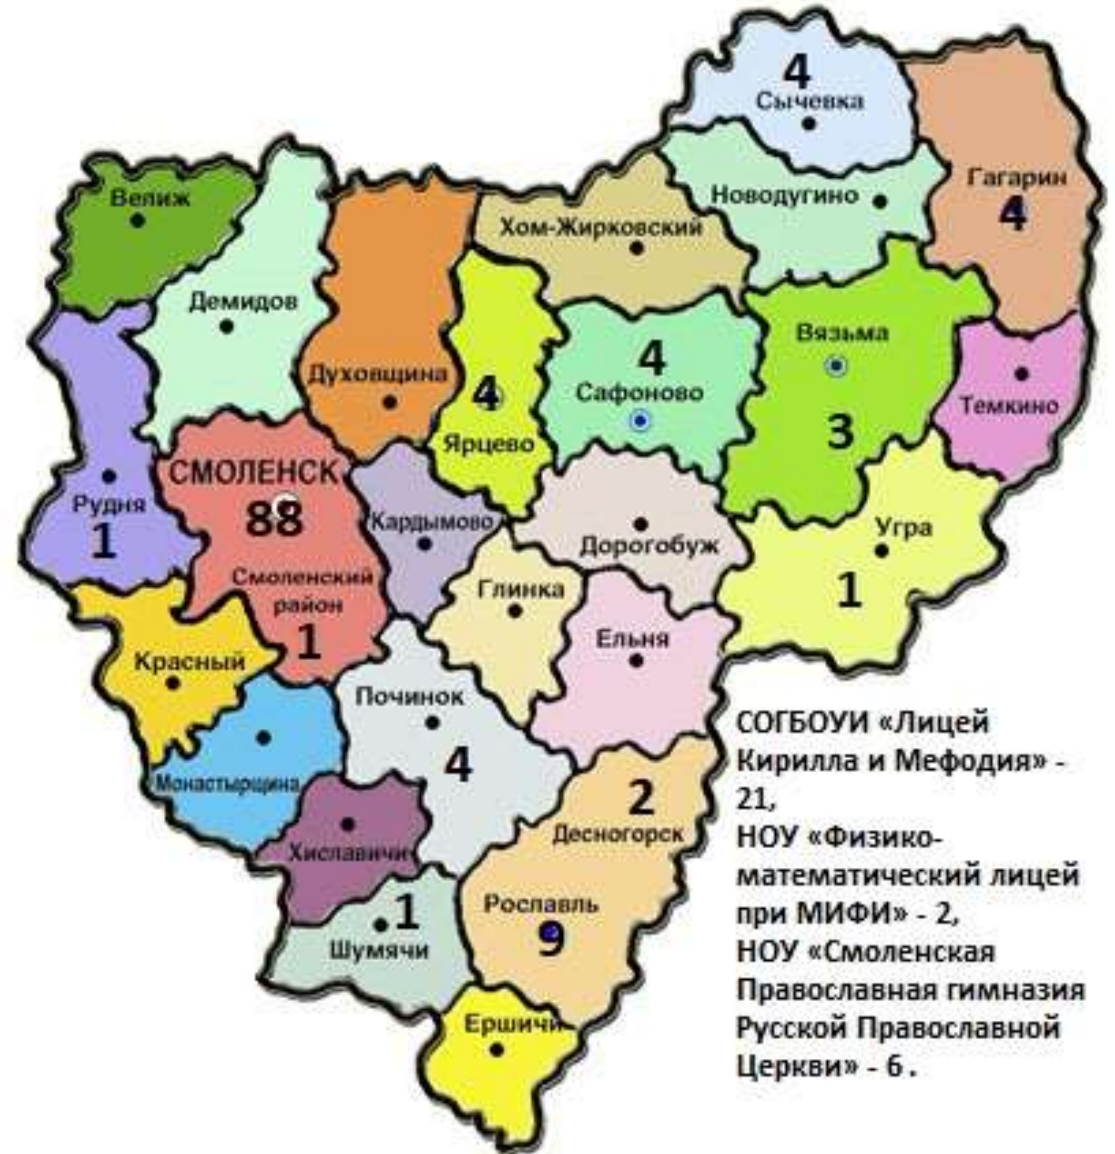 4
Сычевка
Гагарин
4
Новодугино
Велиж
Хом-Жирковский
Демидов
Вязьма
3
4
Сафоново
Духовщина
4
Ярцево
Темкино
СМОЛЕНСК
88
Смоленский
район
1
Рудня
1
Кардымово
Дорогобуж
Угра
1
Глинка
Ельня
Красный
Починок
4
Монастырщина
2
Десногорск
Хиславичи
Рославль
9
1
Шумячи
Ершичи
СОГБОУИ «Лицей
Кирилла и Мефодия» -
21,
НОУ «Физико-
математический лицей
при МИФИ» - 2,
НОУ «Смоленская
Православная гимназия
Русской Православной
Церкви» - 6 .